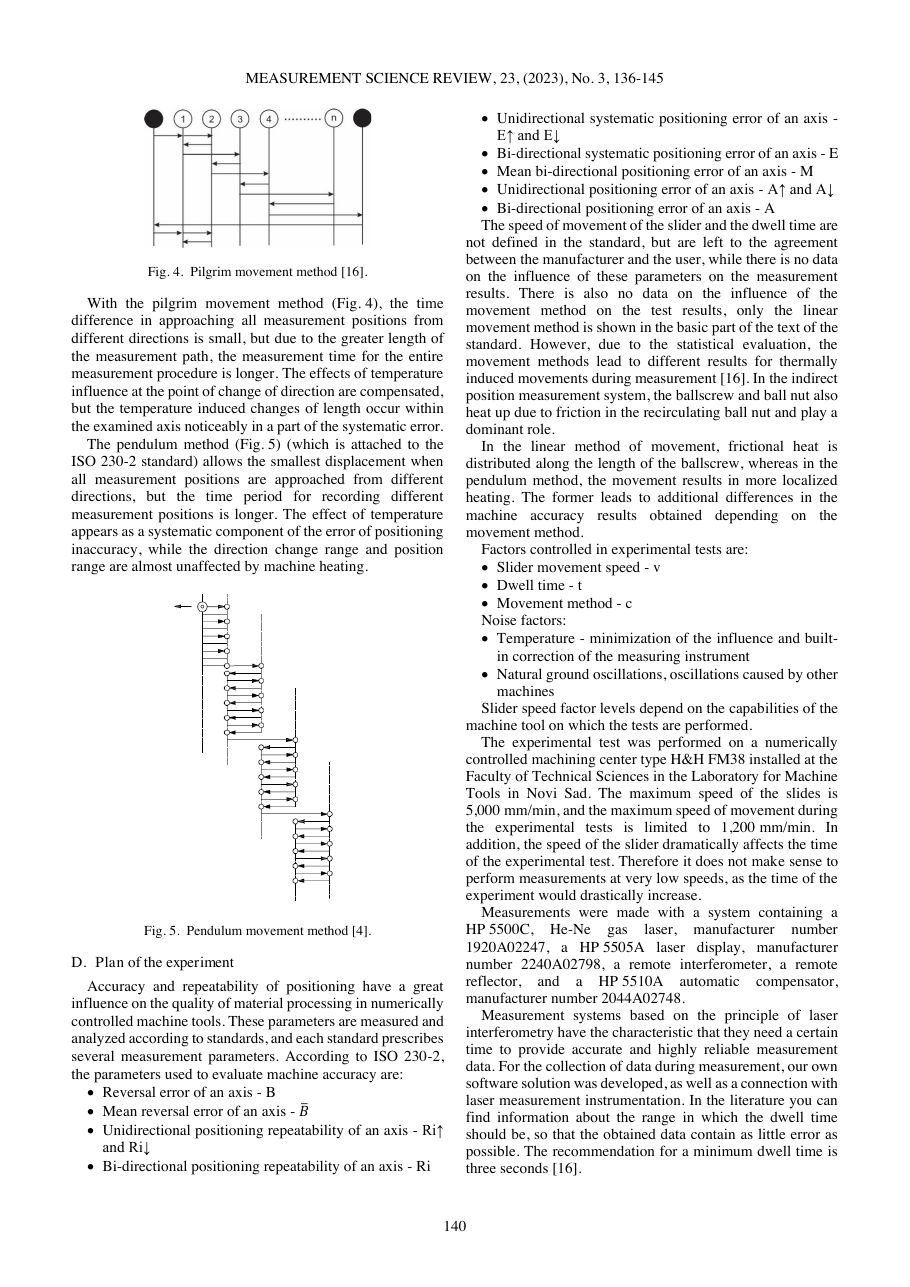 MEASUREMENT SCIENCE REVIEW, 23, (2023), No. 3, 136-145
1 2 3 4 ·········· n
Fig. 4. Pilgrim movement method [16].
With the pilgrim movement method (Fig. 4), the time
difference in approaching all measurement positions from
different directions is small, but due to the greater length of
the measurement path, the measurement time for the entire
measurement procedure is longer. The effects of temperature
influence at the point of change of direction are compensated,
but the temperature induced changes of length occur within
the examined axis noticeably in a part of the systematic error.
The pendulum method (Fig. 5) (which is attached to the
ISO 230-2 standard) allows the smallest displacement when
all measurement positions are approached from different
directions, but the time period for recording different
measurement positions is longer. The effect of temperature
appears as a systematic component of the error of positioning
inaccuracy, while the direction change range and position
range are almost unaffected by machine heating.
Fig. 5. Pendulum movement method [4].
D. Plan of the experiment
Accuracy and repeatability of positioning have a great
influence on the quality of material processing in numerically
controlled machine tools. These parameters are measured and
analyzed according to standards, and each standard prescribes
several measurement parameters. According to ISO 230-2,
the parameters used to evaluate machine accuracy are:
• Reversal error of an axis - B
• Mean reversal error of an axis - B̅
• Unidirectional positioning repeatability of an axis - Ri↑
and Ri↓
• Bi-directional positioning repeatability of an axis - Ri
• Unidirectional systematic positioning error of an axis -
E↑ and E↓
• Bi-directional systematic positioning error of an axis - E
• Mean bi-directional positioning error of an axis - M
• Unidirectional positioning error of an axis - A↑ and A↓
• Bi-directional positioning error of an axis - A
The speed of movement of the slider and the dwell time are
not defined in the standard, but are left to the agreement
between the manufacturer and the user, while there is no data
on the influence of these parameters on the measurement
results. There is also no data on the influence of the
movement method on the test results, only the linear
movement method is shown in the basic part of the text of the
standard. However, due to the statistical evaluation, the
movement methods lead to different results for thermally
induced movements during measurement [16]. In the indirect
position measurement system, the ballscrew and ball nut also
heat up due to friction in the recirculating ball nut and play a
dominant role.
In the linear method of movement, frictional heat is
distributed along the length of the ballscrew, whereas in the
pendulum method, the movement results in more localized
heating. The former leads to additional differences in the
machine accuracy results obtained depending on the
movement method.
Factors controlled in experimental tests are:
• Slider movement speed - v
• Dwell time - t
• Movement method - c
Noise factors:
• Temperature - minimization of the influence and built-
in correction of the measuring instrument
• Natural ground oscillations, oscillations caused by other
machines
Slider speed factor levels depend on the capabilities of the
machine tool on which the tests are performed.
The experimental test was performed on a numerically
controlled machining center type H&H FM38 installed at the
Faculty of Technical Sciences in the Laboratory for Machine
Tools in Novi Sad. The maximum speed of the slides is
5,000 mm/min, and the maximum speed of movement during
the experimental tests is limited to 1,200 mm/min. In
addition, the speed of the slider dramatically affects the time
of the experimental test. Therefore it does not make sense to
perform measurements at very low speeds, as the time of the
experiment would drastically increase.
Measurements were made with a system containing a
HP 5500C, He-Ne gas laser, manufacturer number
1920A02247, a HP 5505A laser display, manufacturer
number 2240A02798, a remote interferometer, a remote
reflector, and a HP 5510A automatic compensator,
manufacturer number 2044A02748.
Measurement systems based on the principle of laser
interferometry have the characteristic that they need a certain
time to provide accurate and highly reliable measurement
data. For the collection of data during measurement, our own
software solution was developed, as well as a connection with
laser measurement instrumentation. In the literature you can
find information about the range in which the dwell time
should be, so that the obtained data contain as little error as
possible. The recommendation for a minimum dwell time is
three seconds [16].
140